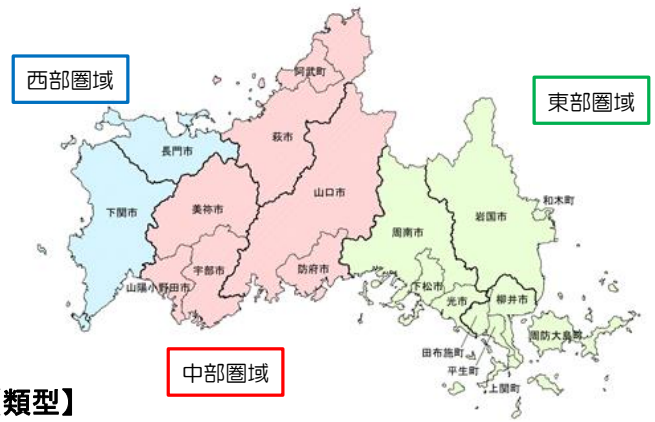 西部圏域
東部圏域
阿武町
萩市
長門市
山口市
下関市
美祢市
和木町
岩国市
周南市
宇部市
防府市
山陽小野田市
下松市
光市
柳井市
周防大島町
田布施町
平生町
上関町
中部圏域
類型】